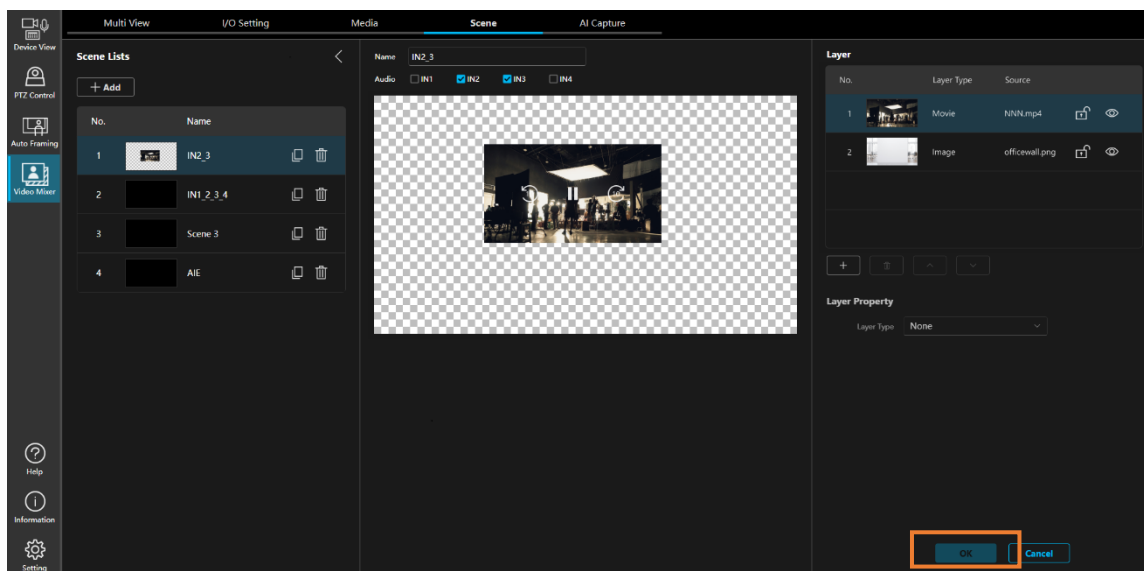 Multi View
I/O Setting
Media
Scene
AI Capture
Device View
PTZ Control
Auto Framing
Video Mixer
Help
Information
Setting
Scene Lists
+ Add
No. Name
1 IN2_3
2 IN1_2_3_4
3 Scene 3
4 AIE
Name IN2_3
Audio IN1 IN2 IN3 IN4
Layer
No. Layer Type Source
1 Movie NNN.mp4
2 Image officewall.png
Layer Property
Layer Type None
OK Cancel